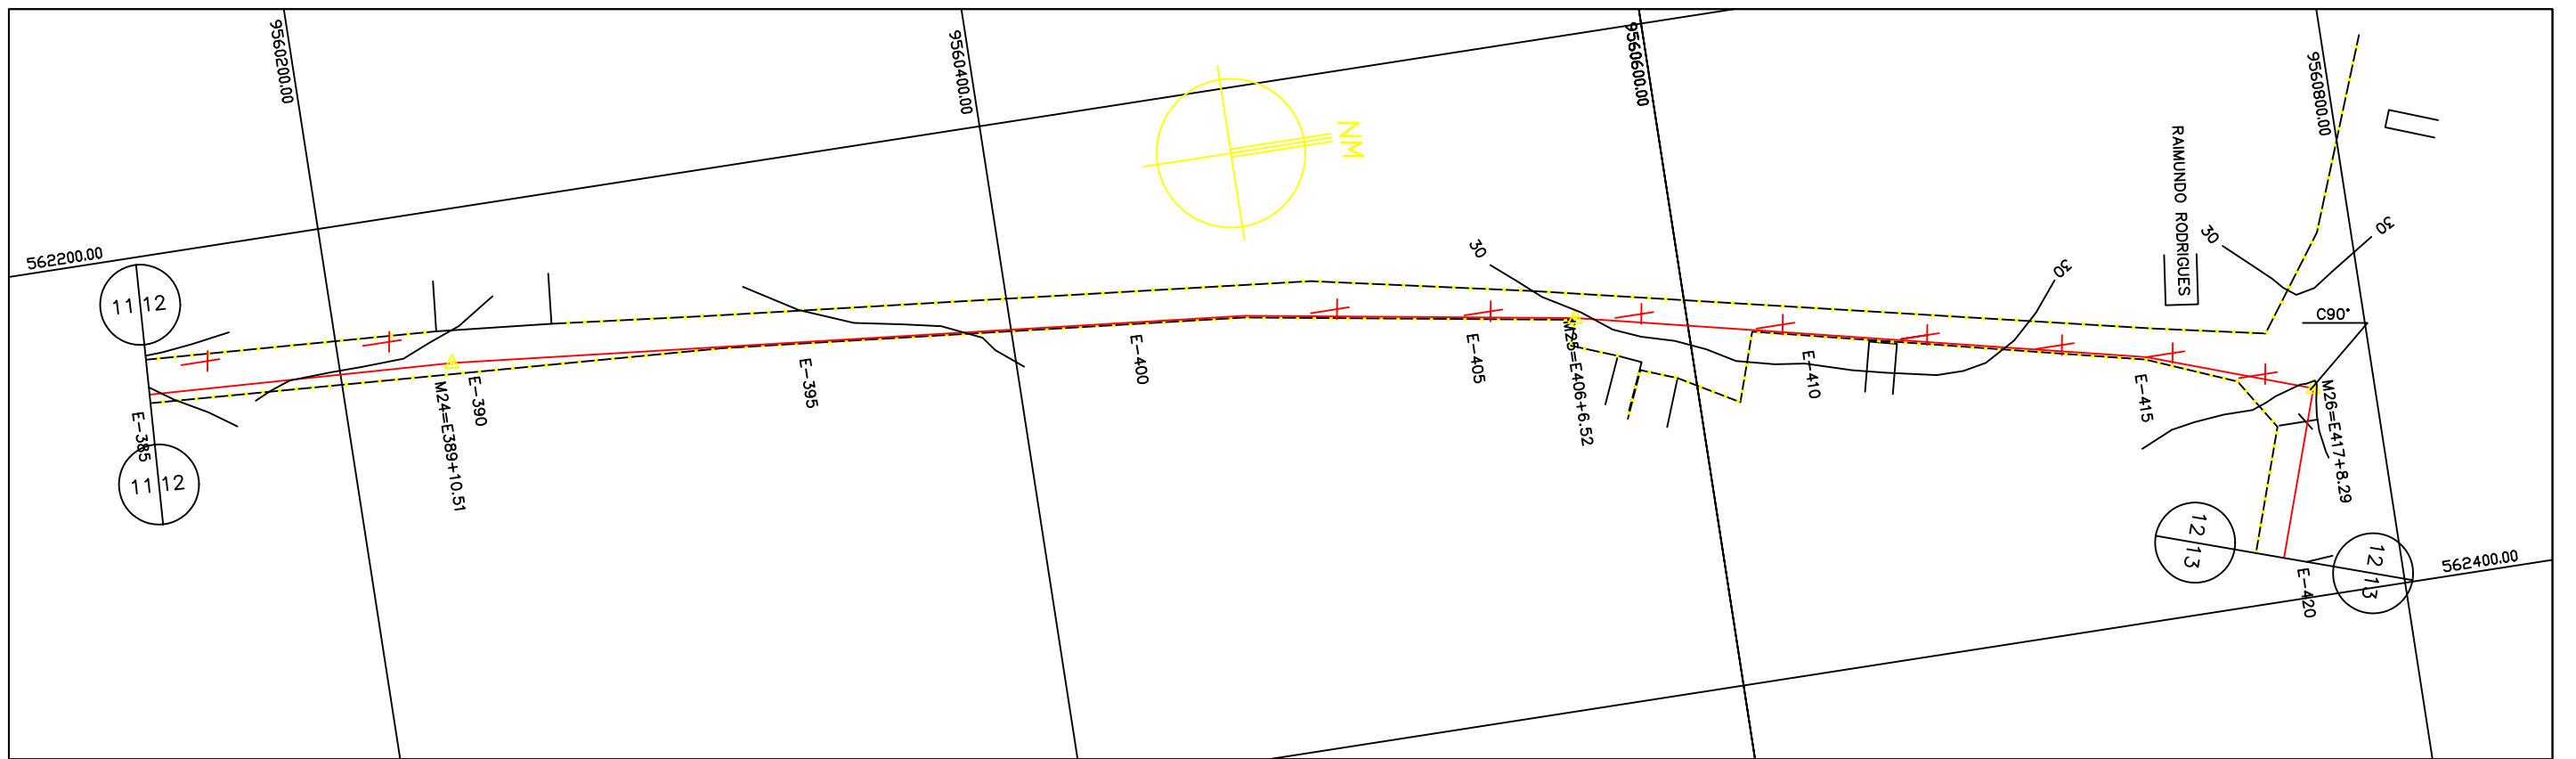 9560200.00
9560400.00
9560600.00
9560800.00
NM
RAIMUNDO RODRIGUES
30
30
30
30
562200.00
11 12
C90°
E-385
E-390
M24=E389+10.51
E-395
E-400
E-405
M25=E406+6.52
E-410
E-415
M26=E417+8.29
11 12
12 13
12 13
E-420
562400.00